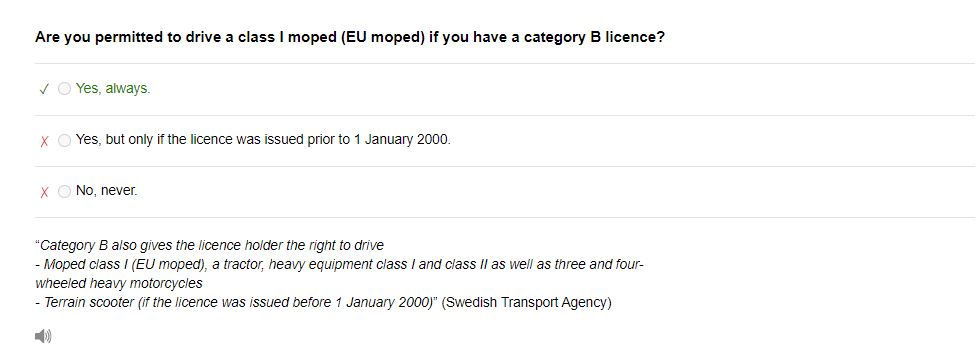 Are you permitted to drive a class I moped (EU moped) if you have a category B licence?
✓ Yes, always.
X Yes, but only if the licence was issued prior to 1 January 2000.
X No, never.
“Category B also gives the licence holder the right to drive
- Moped class I (EU moped), a tractor, heavy equipment class I and class II as well as three and four-
wheeled heavy motorcycles
- Terrain scooter (if the licence was issued before 1 January 2000)” (Swedish Transport Agency)